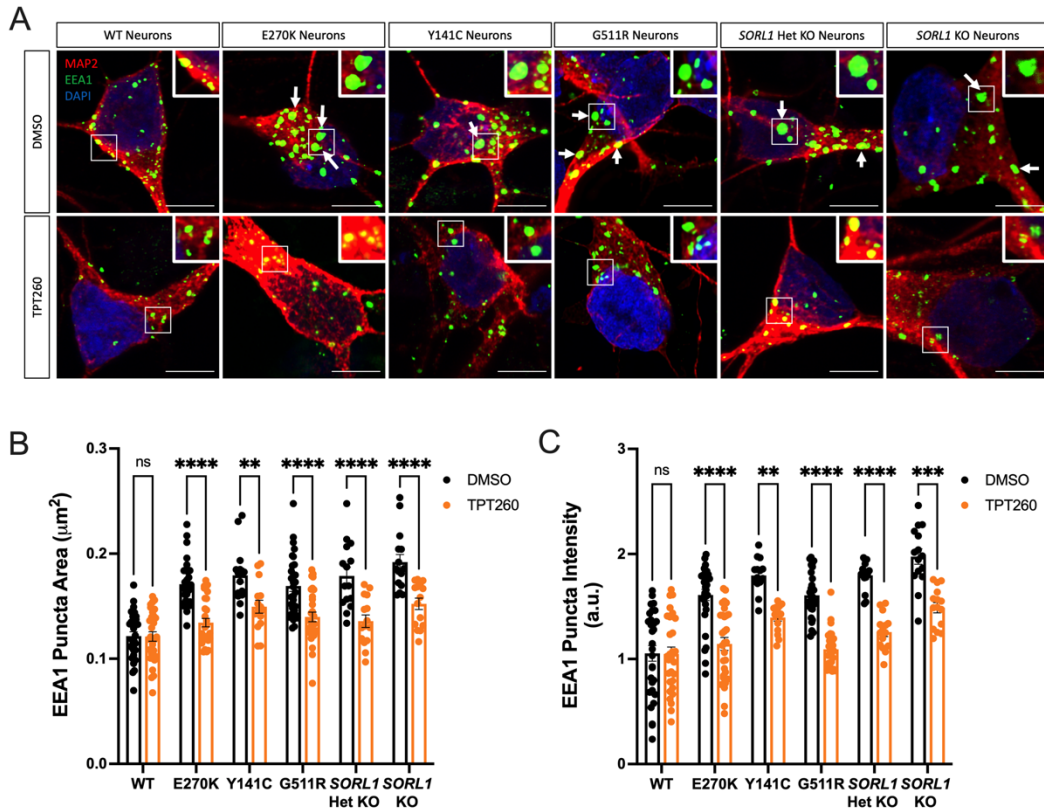 A
WT Neurons
E270K Neurons
Y141C Neurons
G511R Neurons
SORL1 Het KO Neurons
SORL1 KO Neurons
MAP2
EEA1
DAPI
DMSO
TPT260
B
EEA1 Puncta Area (μm²)
0.3
0.2
0.1
0.0
ns
****
**
****
****
****
DMSO
TPT260
WT
E270K
Y141C
G511R
SORL1
Het KO
SORL1
KO
C
EEA1 Puncta Intensity
(a.u.)
3
2
1
0
ns
****
**
****
****
***
DMSO
TPT260
WT
E270K
Y141C
G511R
SORL1
Het KO
SORL1
KO